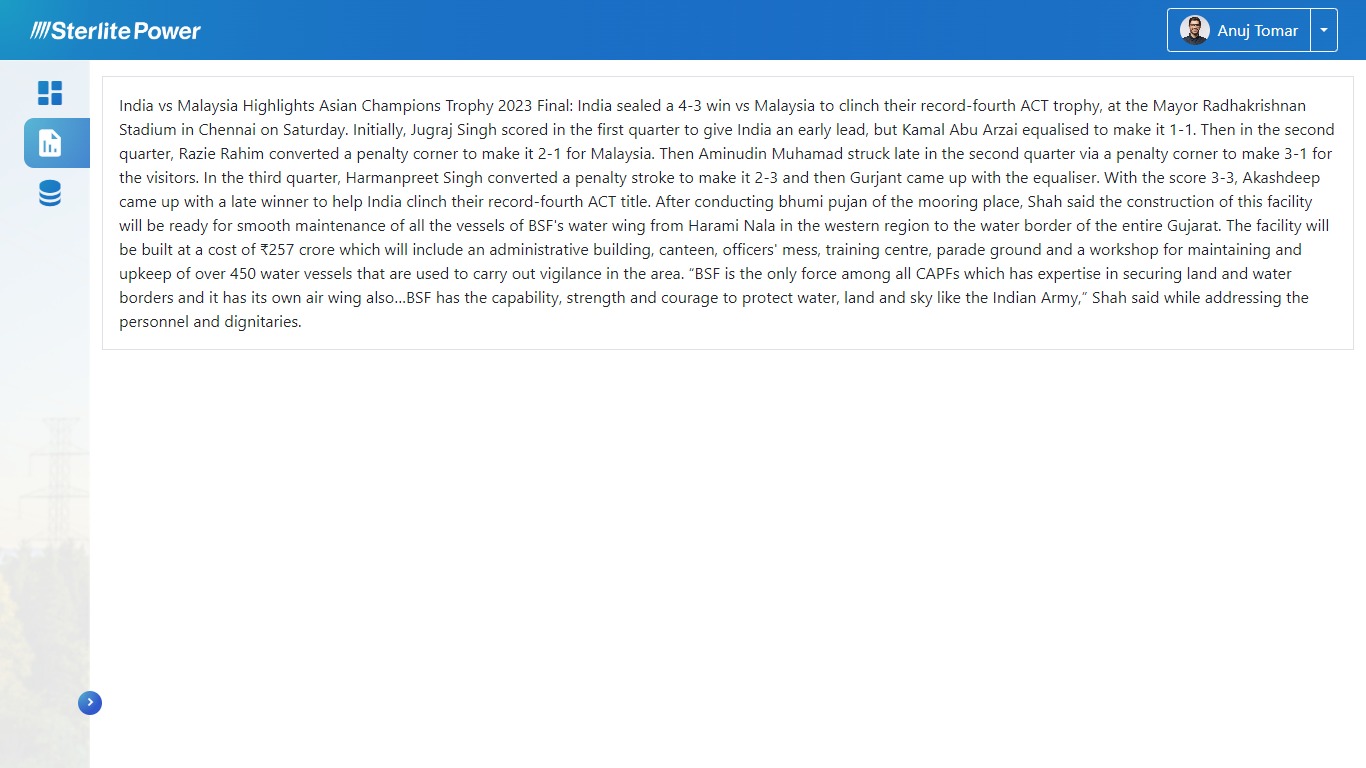 SterlitePower
Anuj Tomar
India vs Malaysia Highlights Asian Champions Trophy 2023 Final: India sealed a 4-3 win vs Malaysia to clinch their record-fourth ACT trophy, at the Mayor Radhakrishnan
Stadium in Chennai on Saturday. Initially, Jugraj Singh scored in the first quarter to give India an early lead, but Kamal Abu Arzai equalised to make it 1-1. Then in the second
quarter, Razie Rahim converted a penalty corner to make it 2-1 for Malaysia. Then Aminudin Muhamad struck late in the second quarter via a penalty corner to make 3-1 for
the visitors. In the third quarter, Harmanpreet Singh converted a penalty stroke to make it 2-3 and then Gurjant came up with the equaliser. With the score 3-3, Akashdeep
came up with a late winner to help India clinch their record-fourth ACT title. After conducting bhumi pujan of the mooring place, Shah said the construction of this facility
will be ready for smooth maintenance of all the vessels of BSF's water wing from Harami Nala in the western region to the water border of the entire Gujarat. The facility will
be built at a cost of ₹257 crore which will include an administrative building, canteen, officers' mess, training centre, parade ground and a workshop for maintaining and
upkeep of over 450 water vessels that are used to carry out vigilance in the area. “BSF is the only force among all CAPFs which has expertise in securing land and water
borders and it has its own air wing also...BSF has the capability, strength and courage to protect water, land and sky like the Indian Army,” Shah said while addressing the
personnel and dignitaries.